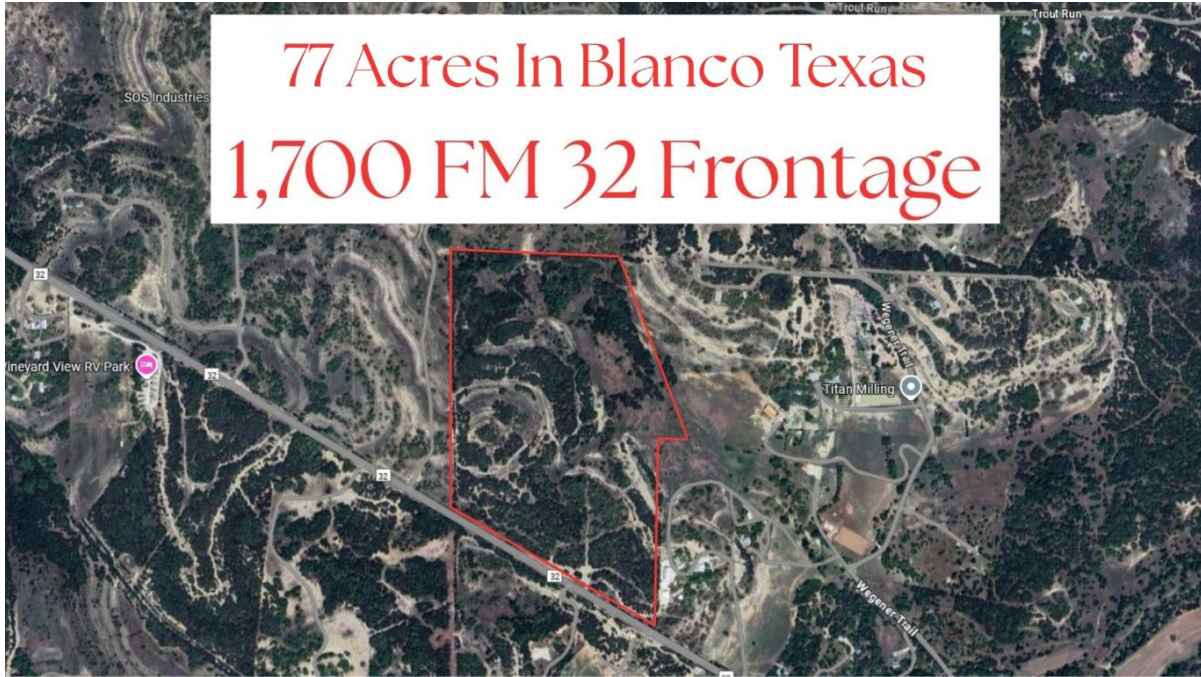 Trout Run
Trout Run
77 Acres In Blanco Texas
1,700 FM 32 Frontage
SOS Industries
32
Vineyard View RV Park
32
Wegener Trail
Titan Milling
32
32
Wegener Trail